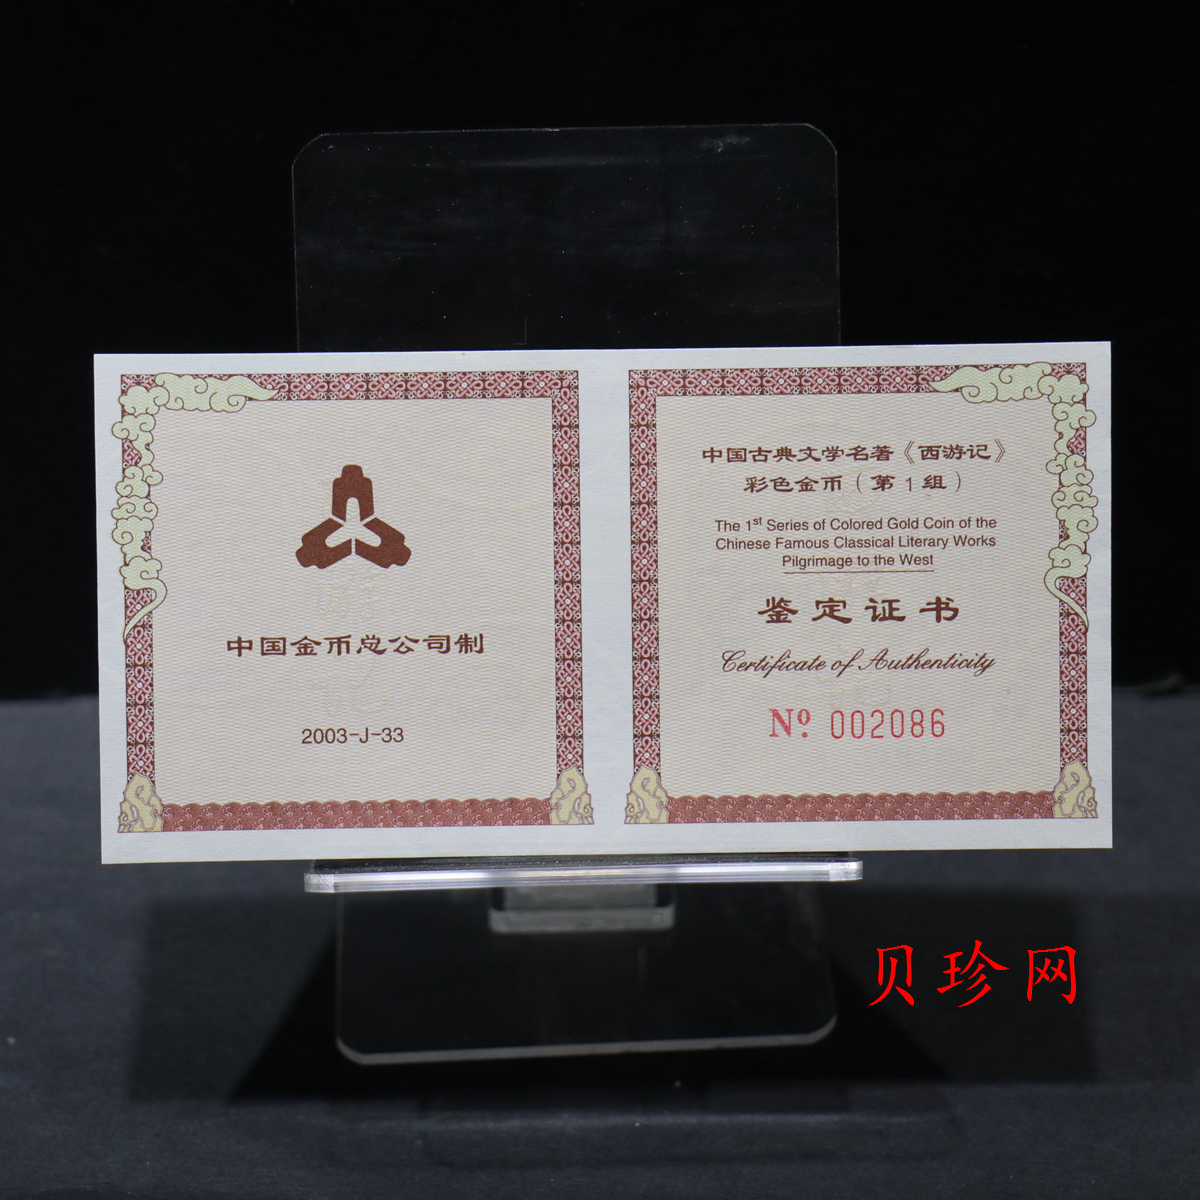 中国金币总公司制
2003-J-33
中国古典文学名著《西游记》
彩色金币（第1组）
The 1st Series of Colored Gold Coin of the
Chinese Famous Classical Literary Works
Pilgrimage to the West
鉴定证书
Certificate of Authenticity
Nº 002086
贝珍网